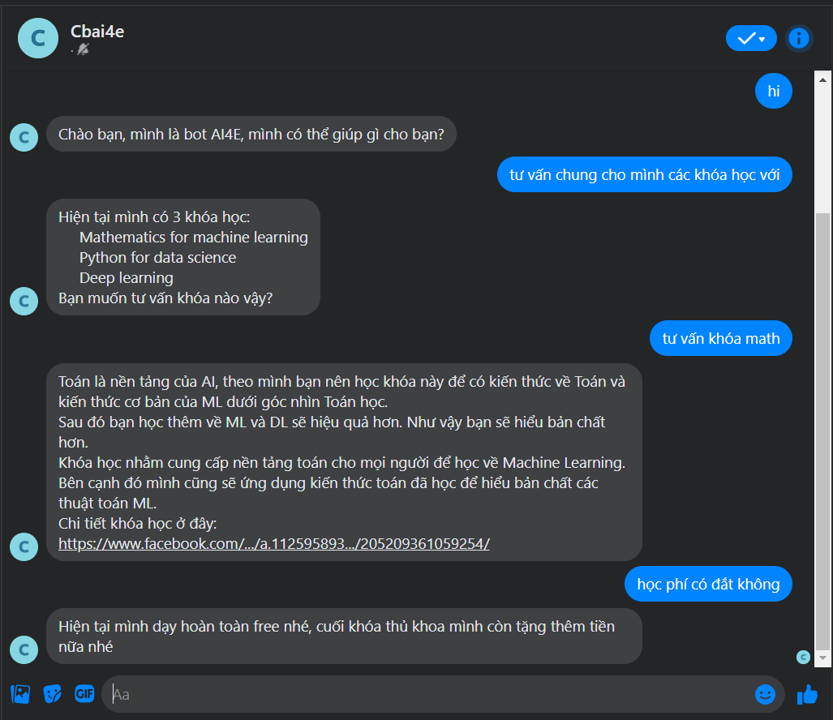 C
Cbai4e
hi
C
Chào bạn, mình là bot AI4E, mình có thể giúp gì cho bạn?
tư vấn chung cho mình các khóa học với
Hiện tại mình có 3 khóa học:
Mathematics for machine learning
Python for data science
Deep learning
C
Bạn muốn tư vấn khóa nào vậy?
tư vấn khóa math
Toán là nền tảng của AI, theo mình bạn nên học khóa này để có kiến thức về Toán và
kiến thức cơ bản của ML dưới góc nhìn Toán học.
Sau đó bạn học thêm về ML và DL sẽ hiệu quả hơn. Như vậy bạn sẽ hiểu bản chất
hơn.
Khóa học nhằm cung cấp nền tảng toán cho mọi người để học về Machine Learning.
Bên cạnh đó mình cũng sẽ ứng dụng kiến thức toán đã học để hiểu bản chất các
thuật toán ML.
Chi tiết khóa học ở đây:
C
https://www.facebook.com/.../a.112595893.../205209361059254/
học phí có đắt không
Hiện tại mình dạy hoàn toàn free nhé, cuối khóa thủ khoa mình còn tặng thêm tiền
nữa nhé
C
C
GIF
Aa